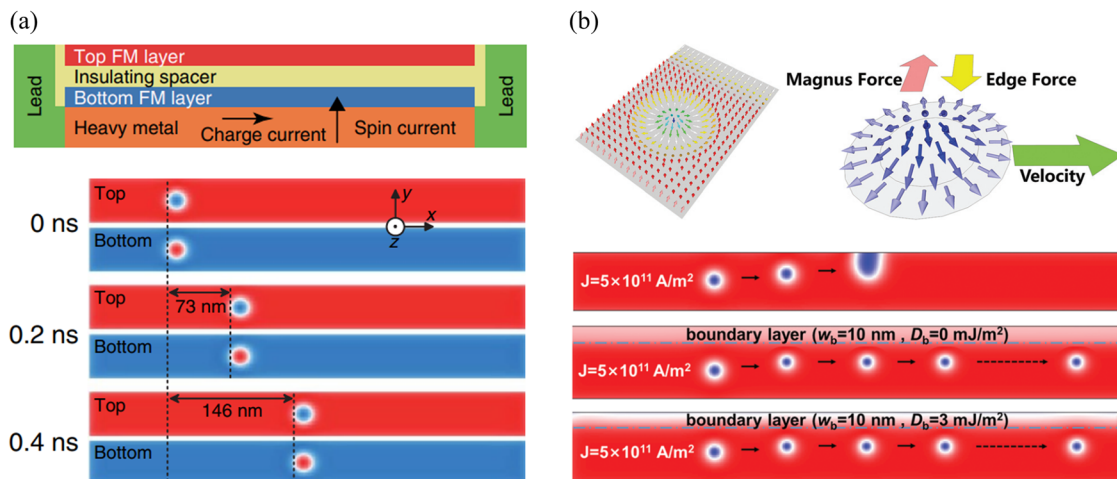 (a)
Top FM layer
Insulating spacer
Bottom FM layer
Heavy metal
Charge current
Spin current
Lead
Lead
0 ns
Top
Bottom
y
x
z
0.2 ns
Top
73 nm
Bottom
0.4 ns
Top
146 nm
Bottom
(b)
Magnus Force
Edge Force
Velocity
J=5×10¹¹ A/m²
boundary layer (w_b=10 nm , D_b=0 mJ/m²)
J=5×10¹¹ A/m²
boundary layer (w_b=10 nm , D_b=3 mJ/m²)
J=5×10¹¹ A/m²